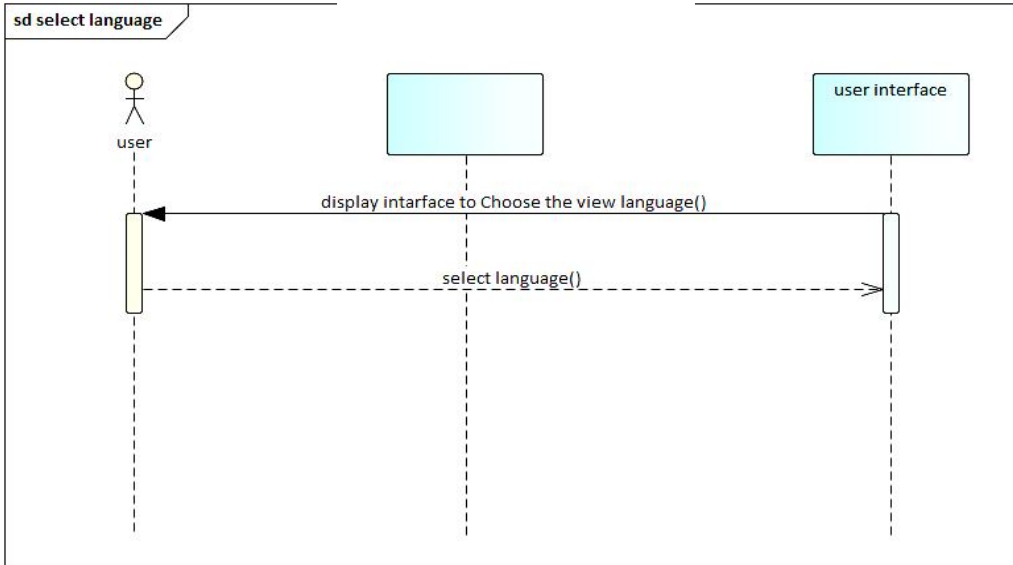 sd select language
user
user interface
display intarface to Choose the view language()
select language()